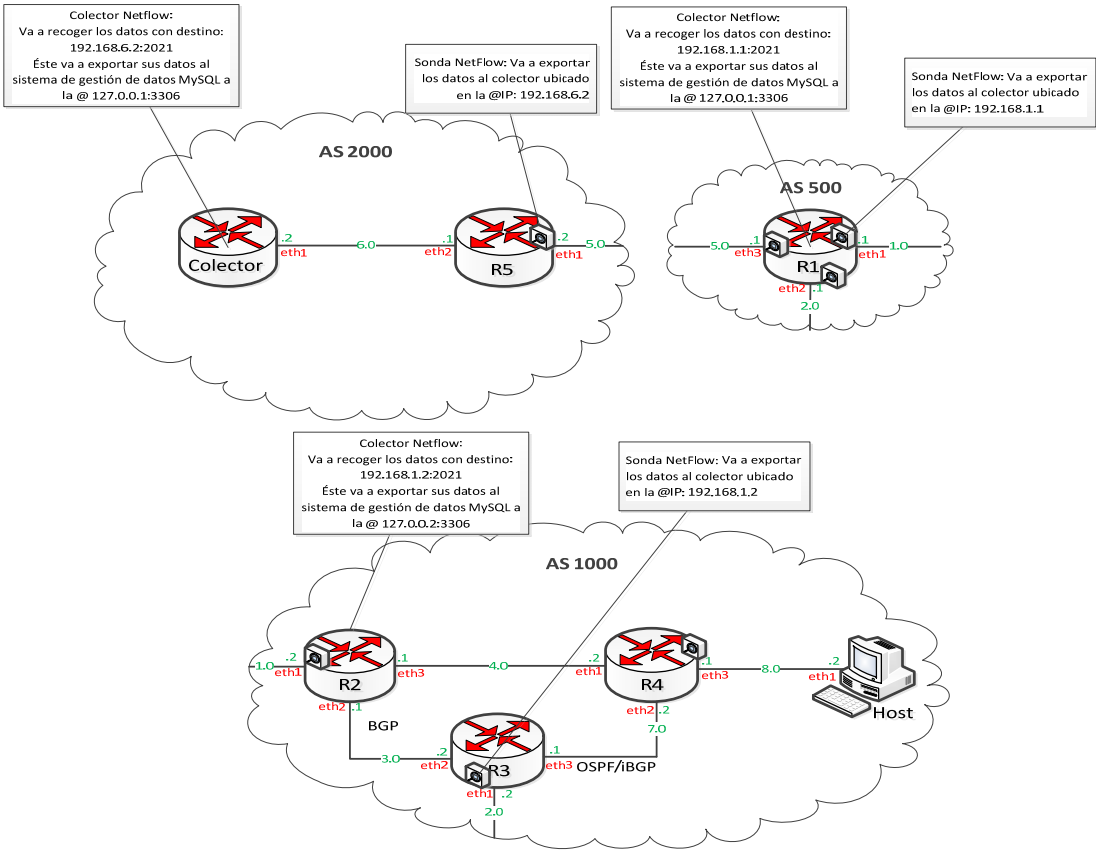 Colector Netflow:
Va a recoger los datos con destino:
192.168.6.2:2021
Éste va a exportar sus datos al
sistema de gestión de datos MySQL a
la @ 127.0.0.1:3306
Sonda NetFlow: Va a exportar
los datos al colector ubicado
en la @IP: 192.168.6.2
Colector Netflow:
Va a recoger los datos con destino:
192.168.1.1:2021
Éste va a exportar sus datos al
sistema de gestión de datos MySQL a
la @ 127.0.0.1:3306
Sonda NetFlow: Va a exportar
los datos al colector ubicado
en la @IP: 192.168.1.1
AS 2000
Colector
.2
eth1
6.0
.1
eth2
R5
.2
eth1
5.0
AS 500
5.0
.1
eth3
R1
.1
eth1
1.0
eth2
.1
2.0
Colector Netflow:
Va a recoger los datos con destino:
192.168.1.2:2021
Éste va a exportar sus datos al
sistema de gestión de datos MySQL a
la @ 127.0.0.2:3306
Sonda NetFlow: Va a exportar
los datos al colector ubicado
en la @IP: 192.168.1.2
AS 1000
1.0
.2
eth1
R2
.1
eth3
4.0
.2
eth1
R4
.1
eth3
8.0
.2
eth1
Host
eth2
.1
BGP
3.0
.2
eth2
R3
.1
eth3
OSPF/iBGP
eth2
.2
7.0
eth1
.2
2.0